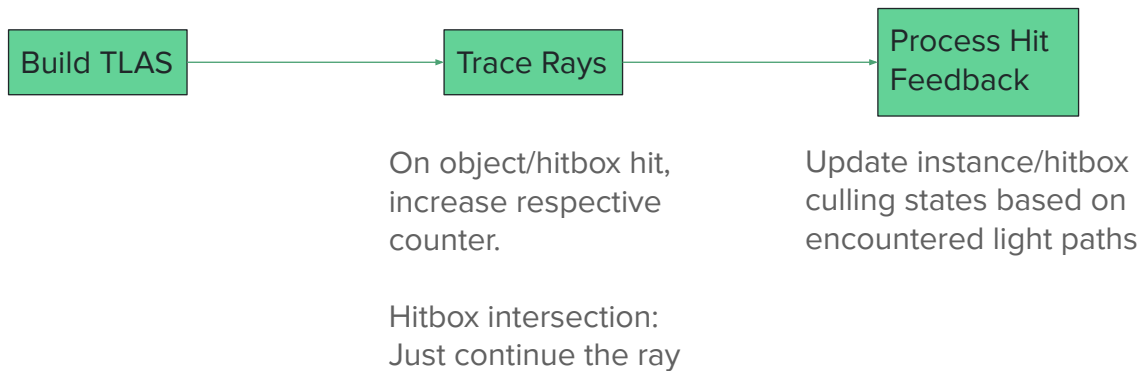 Build TLAS
Trace Rays
Process Hit
Feedback
On object/hitbox hit,
increase respective
counter.
Hitbox intersection:
Just continue the ray
Update instance/hitbox
culling states based on
encountered light paths